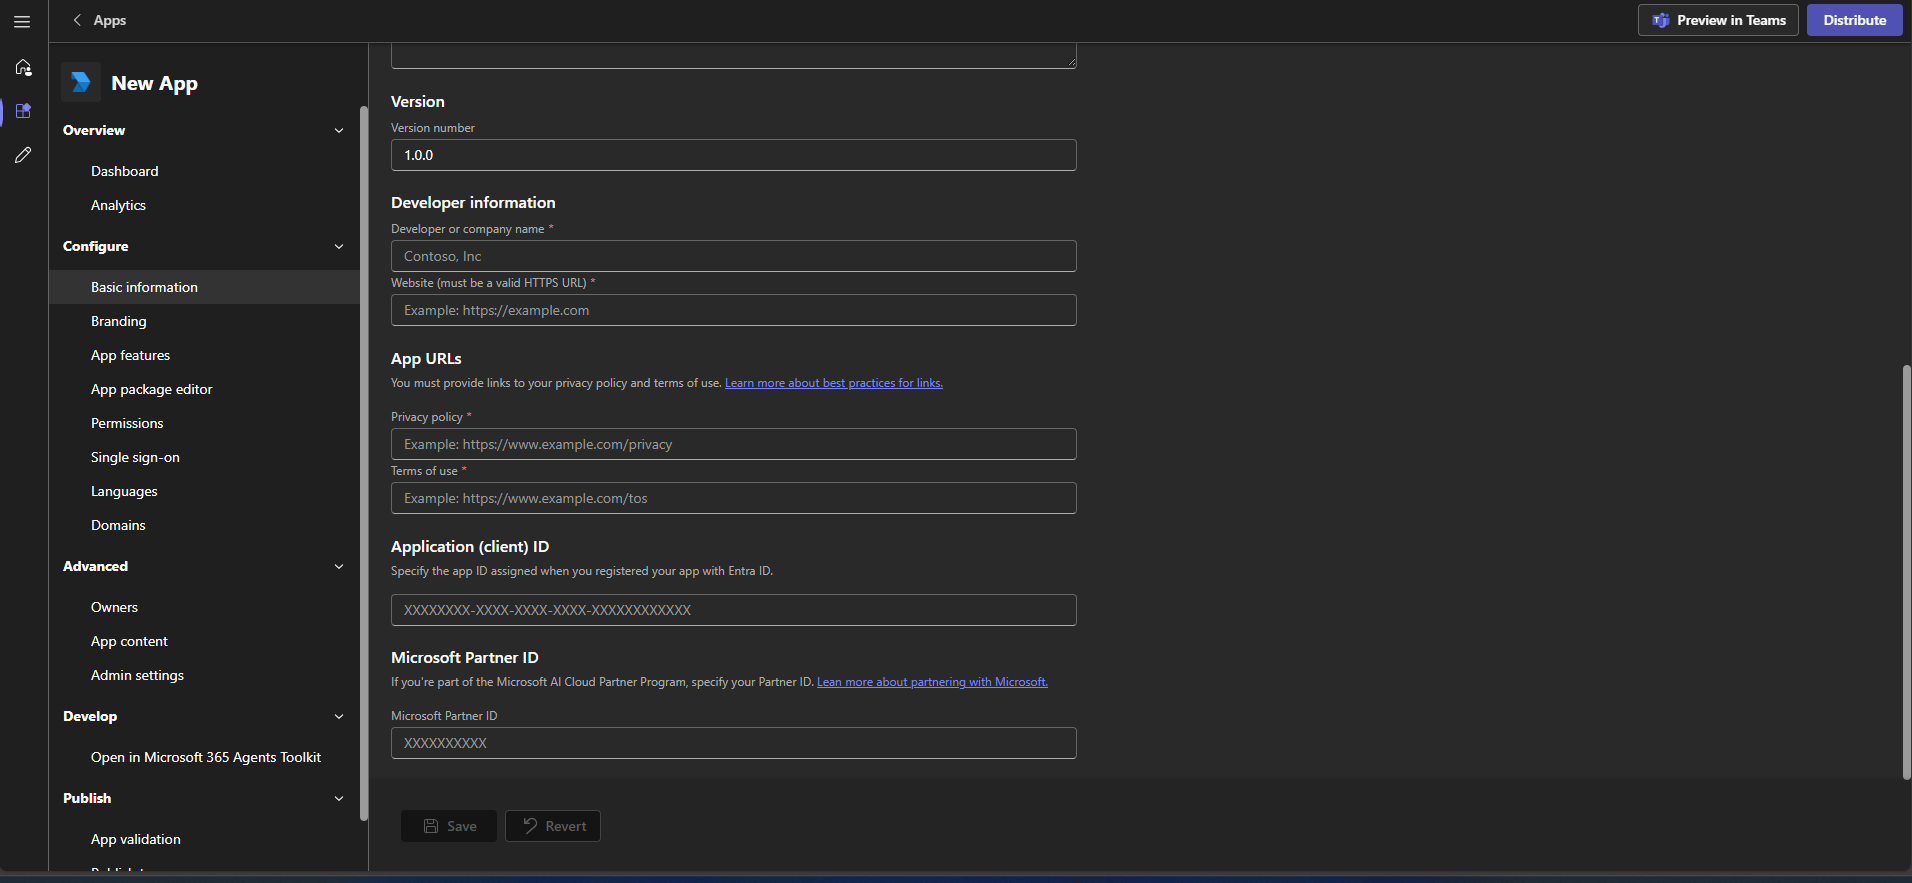 Apps
Preview in Teams
Distribute
New App
Overview
Dashboard
Analytics
Configure
Basic information
Branding
App features
App package editor
Permissions
Single sign-on
Languages
Domains
Advanced
Owners
App content
Admin settings
Develop
Open in Microsoft 365 Agents Toolkit
Publish
App validation
Version
Version number
1.0.0
Developer information
Developer or company name *
Contoso, Inc
Website (must be a valid HTTPS URL) *
Example: https://example.com
App URLs
You must provide links to your privacy policy and terms of use. Learn more about best practices for links.
Privacy policy *
Example: https://www.example.com/privacy
Terms of use *
Example: https://www.example.com/tos
Application (client) ID
Specify the app ID assigned when you registered your app with Entra ID.
XXXXXXXX-XXXX-XXXX-XXXX-XXXXXXXXXXXX
Microsoft Partner ID
If you're part of the Microsoft AI Cloud Partner Program, specify your Partner ID. Lean more about partnering with Microsoft.
Microsoft Partner ID
XXXXXXXXXX
Save
Revert